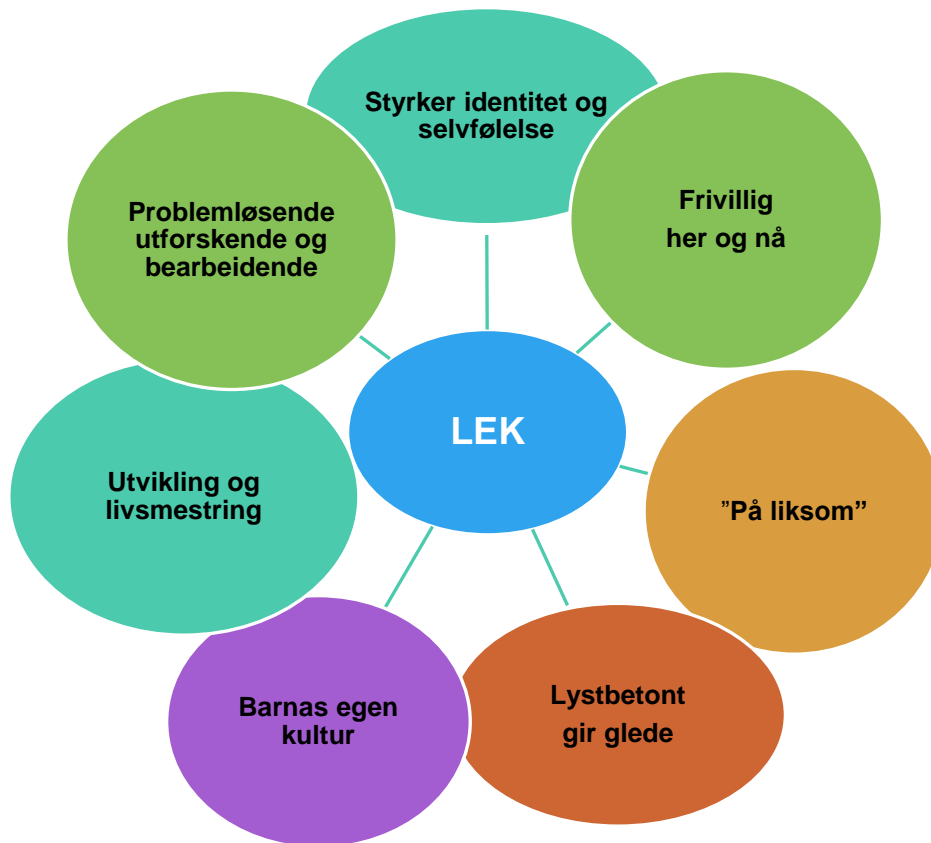 Styrker identitet og
selvfølelse
Frivillig
her og nå
Problemløsende
utforskende og
bearbeidende
LEK
Utvikling og
livsmestring
”På liksom”
Barnas egen
kultur
Lystbetont
gir glede